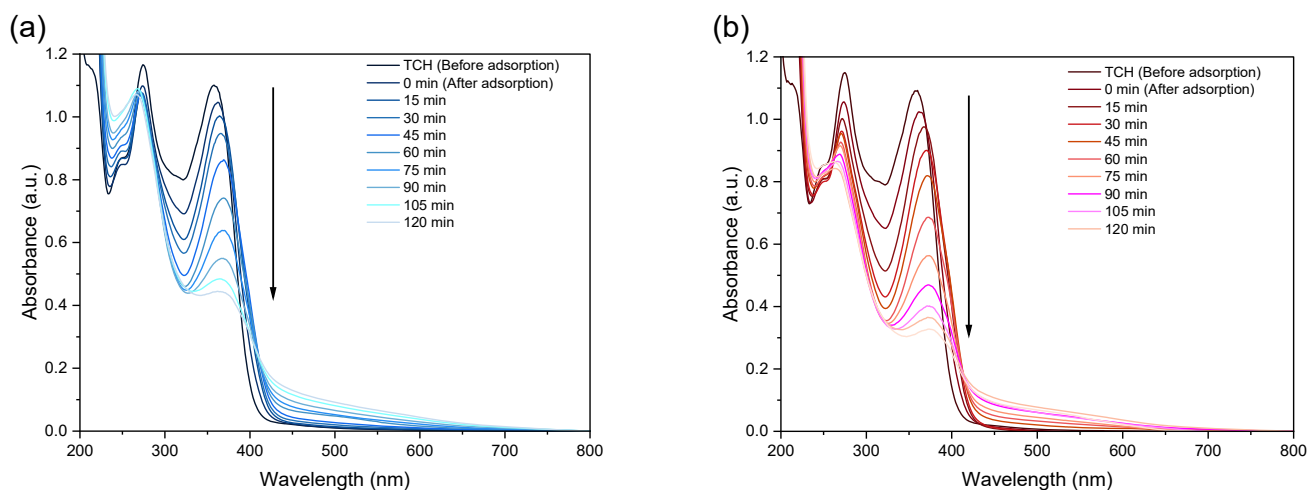 (a)
1.2
1.0
0.8
0.6
0.4
0.2
0.0
Absorbance (a.u.)
200 300 400 500 600 700 800
Wavelength (nm)
TCH (Before adsorption)
0 min (After adsorption)
15 min
30 min
45 min
60 min
75 min
90 min
105 min
120 min
(b)
1.2
1.0
0.8
0.6
0.4
0.2
0.0
Absorbance (a.u.)
200 300 400 500 600 700 800
Wavelength (nm)
TCH (Before adsorption)
0 min (After adsorption)
15 min
30 min
45 min
60 min
75 min
90 min
105 min
120 min